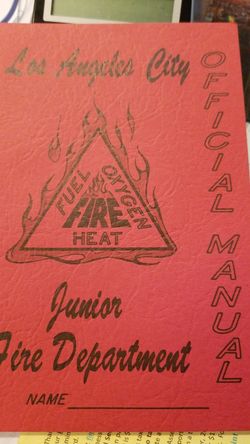 Los Angeles City
OFFICIAL MANUAL
FUEL
OXYGEN
FIRE
HEAT
Junior
Fire Department
NAME